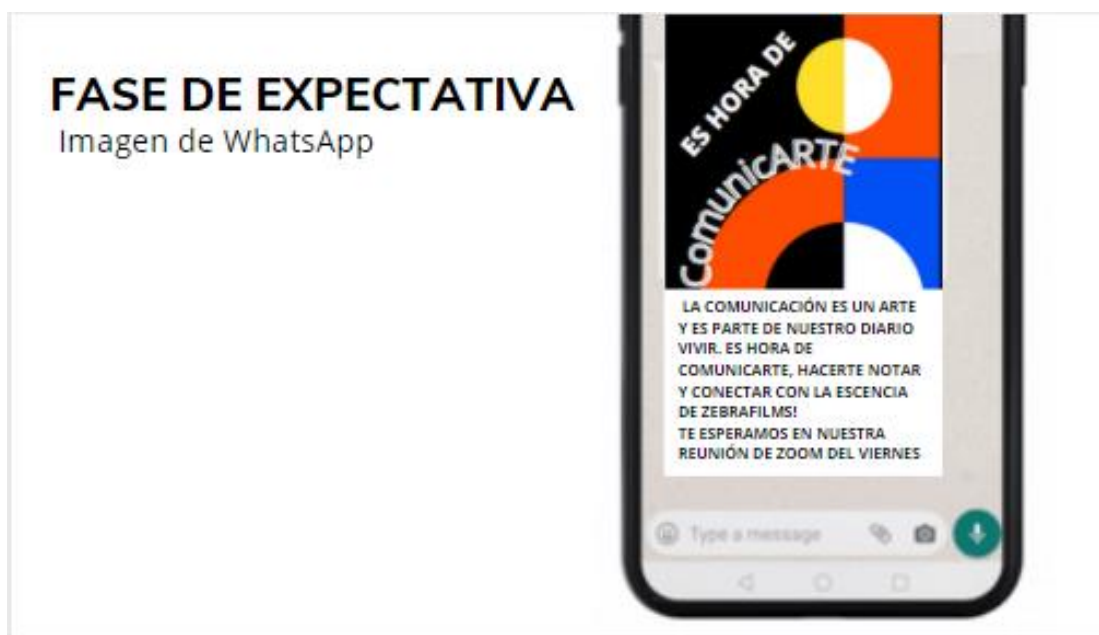 FASE DE EXPECTATIVA
Imagen de WhatsApp
ES HORA DE
ComunicARTE
LA COMUNICACIÓN ES UN ARTE
Y ES PARTE DE NUESTRO DIARIO
VIVIR. ES HORA DE
COMUNICARTE, HACERTE NOTAR
Y CONECTAR CON LA ESCENCIA
DE ZEBRAFILMS!
TE ESPERAMOS EN NUESTRA
REUNIÓN DE ZOOM DEL VIERNES
Type a message